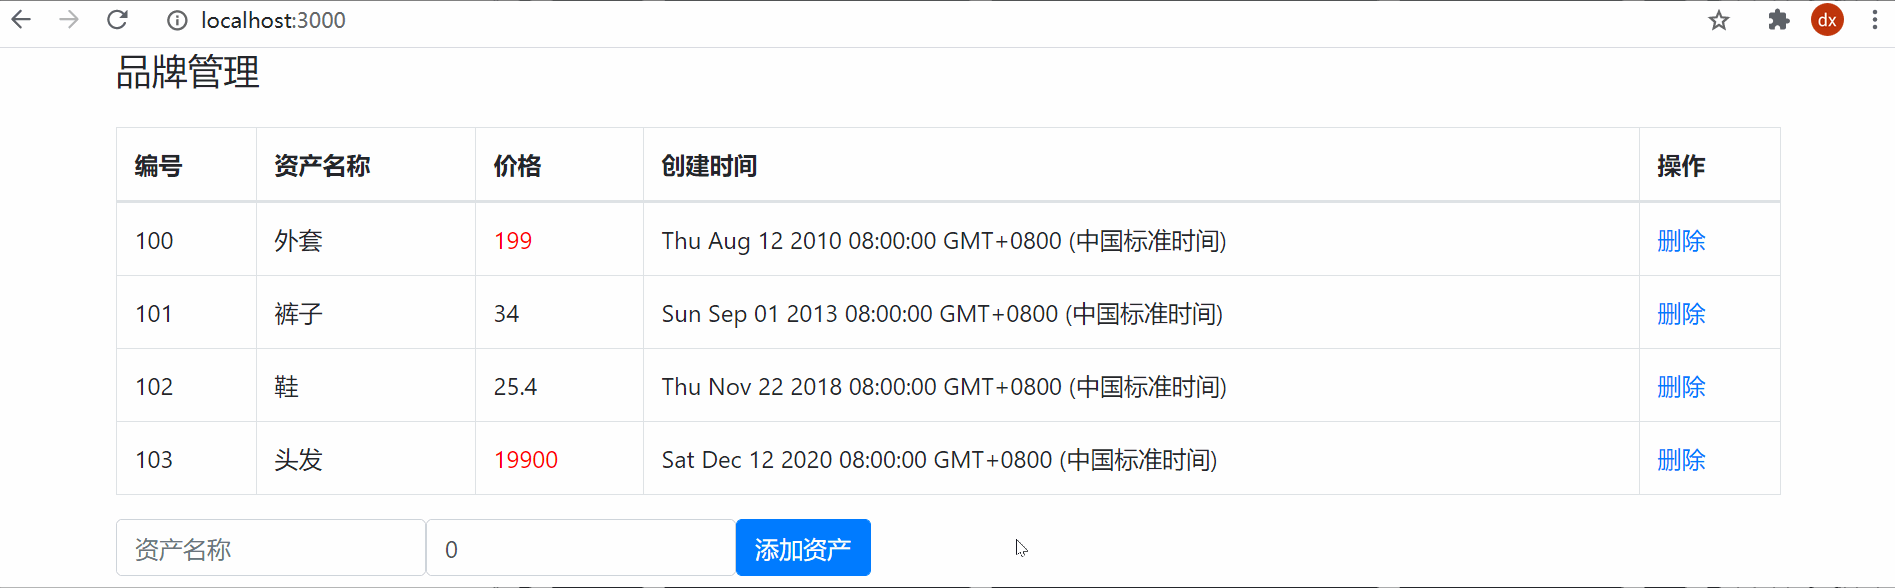 localhost:3000
dx
品牌管理
编号 资产名称 价格 创建时间 操作
100 外套 199 Thu Aug 12 2010 08:00:00 GMT+0800 (中国标准时间) 删除
101 裤子 34 Sun Sep 01 2013 08:00:00 GMT+0800 (中国标准时间) 删除
102 鞋 25.4 Thu Nov 22 2018 08:00:00 GMT+0800 (中国标准时间) 删除
103 头发 19900 Sat Dec 12 2020 08:00:00 GMT+0800 (中国标准时间) 删除
资产名称 0 添加资产